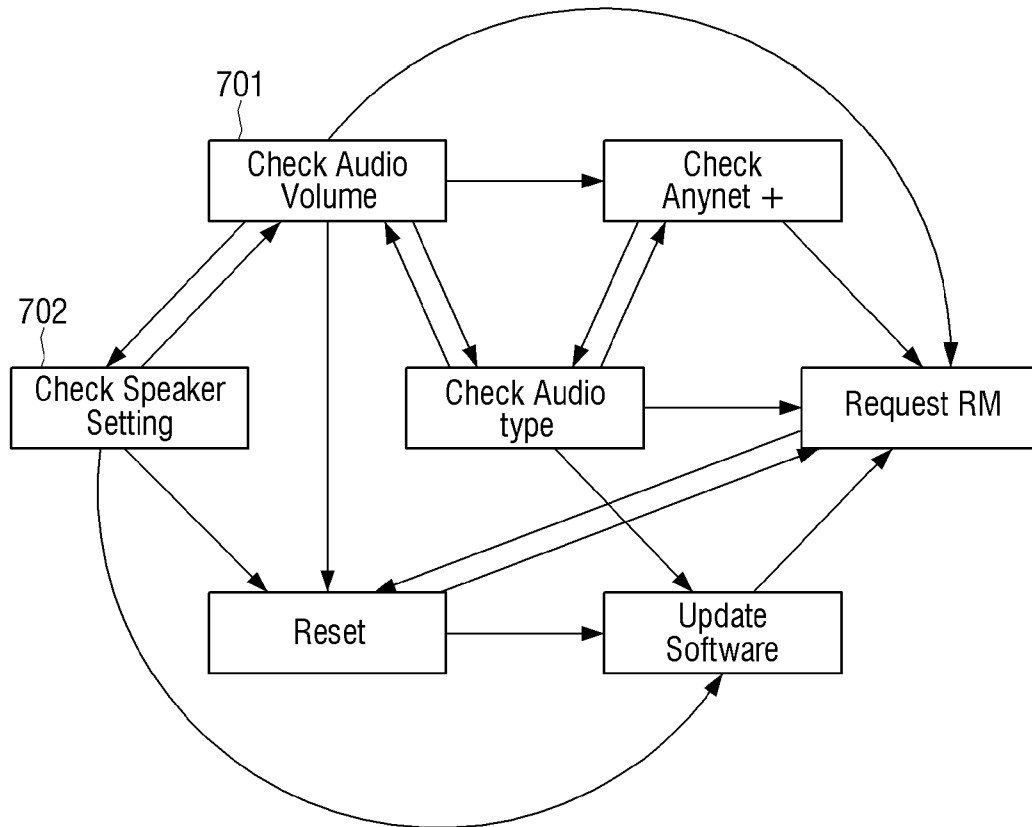 701
Check Audio
Volume
Check
Anynet +
702
Check Speaker
Setting
Check Audio
type
Request RM
Reset
Update
Software